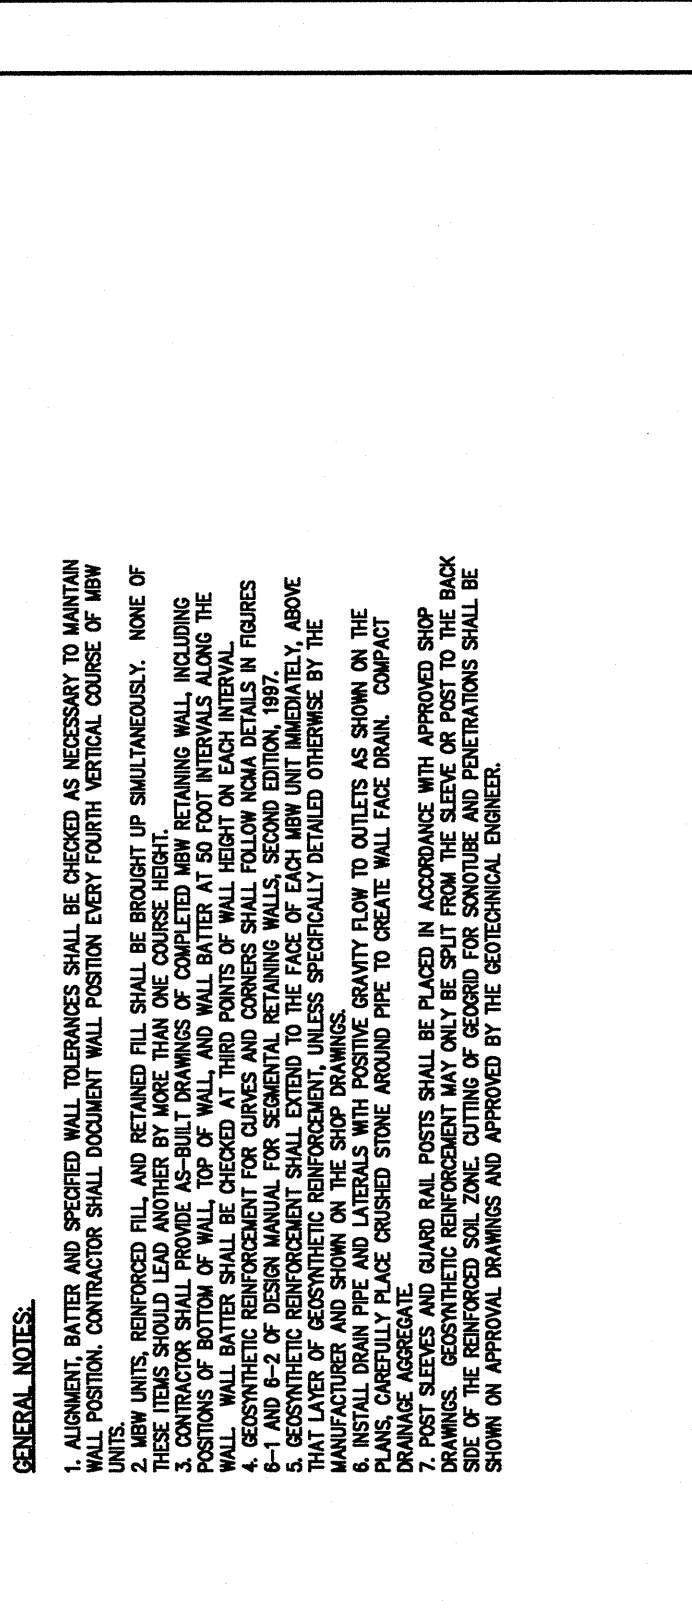 GENERAL NOTES:
1. ALIGNMENT, BATTER AND SPECIFIED WALL TOLERANCES SHALL BE CHECKED AS NECESSARY TO MAINTAIN
WALL POSITION. CONTRACTOR SHALL DOCUMENT WALL POSITION EVERY FOURTH VERTICAL COURSE OF MBW
UNITS.
2. MBW UNITS, REINFORCED FILL, AND RETAINED FILL SHALL BE BROUGHT UP SIMULTANEOUSLY. NONE OF
THESE ITEMS SHOULD LEAD ANOTHER BY MORE THAN ONE COURSE HEIGHT.
3. CONTRACTOR SHALL PROVIDE AS-BUILT DRAWINGS OF COMPLETED MBW RETAINING WALL, INCLUDING
POSITIONS OF BOTTOM OF WALL, TOP OF WALL, AND WALL BATTER AT 50 FOOT INTERVALS ALONG THE
WALL. WALL BATTER SHALL BE CHECKED AT THIRD POINTS OF WALL HEIGHT ON EACH INTERVAL.
4. GEOSYNTHETIC REINFORCEMENT FOR CURVES AND CORNERS SHALL FOLLOW NCMA DETAILS IN FIGURES
6-1 AND 6-2 OF DESIGN MANUAL FOR SEGMENTAL RETAINING WALLS, SECOND EDITION, 1997.
5. GEOSYNTHETIC REINFORCEMENT SHALL EXTEND TO THE FACE OF EACH MBW UNIT IMMEDIATELY, ABOVE
THAT LAYER OF GEOSYNTHETIC REINFORCEMENT, UNLESS SPECIFICALLY DETAILED OTHERWISE BY THE
MANUFACTURER AND SHOWN ON THE SHOP DRAWINGS.
6. INSTALL DRAIN PIPE AND LATERALS WITH POSITIVE GRAVITY FLOW TO OUTLETS AS SHOWN ON THE
PLANS, CAREFULLY PLACE CRUSHED STONE AROUND PIPE TO CREATE WALL FACE DRAIN. COMPACT
DRAINAGE AGGREGATE.
7. POST SLEEVES AND GUARD RAIL POSTS SHALL BE PLACED IN ACCORDANCE WITH APPROVED SHOP
DRAWINGS. GEOSYNTHETIC REINFORCEMENT MAY ONLY BE SPLIT FROM THE SLEEVE OR POST TO THE BACK
SIDE OF THE REINFORCED SOIL ZONE. CUTTING OF GEOGRID FOR SONOTUBE AND PENETRATIONS SHALL BE
SHOWN ON APPROVAL DRAWINGS AND APPROVED BY THE GEOTECHNICAL ENGINEER.